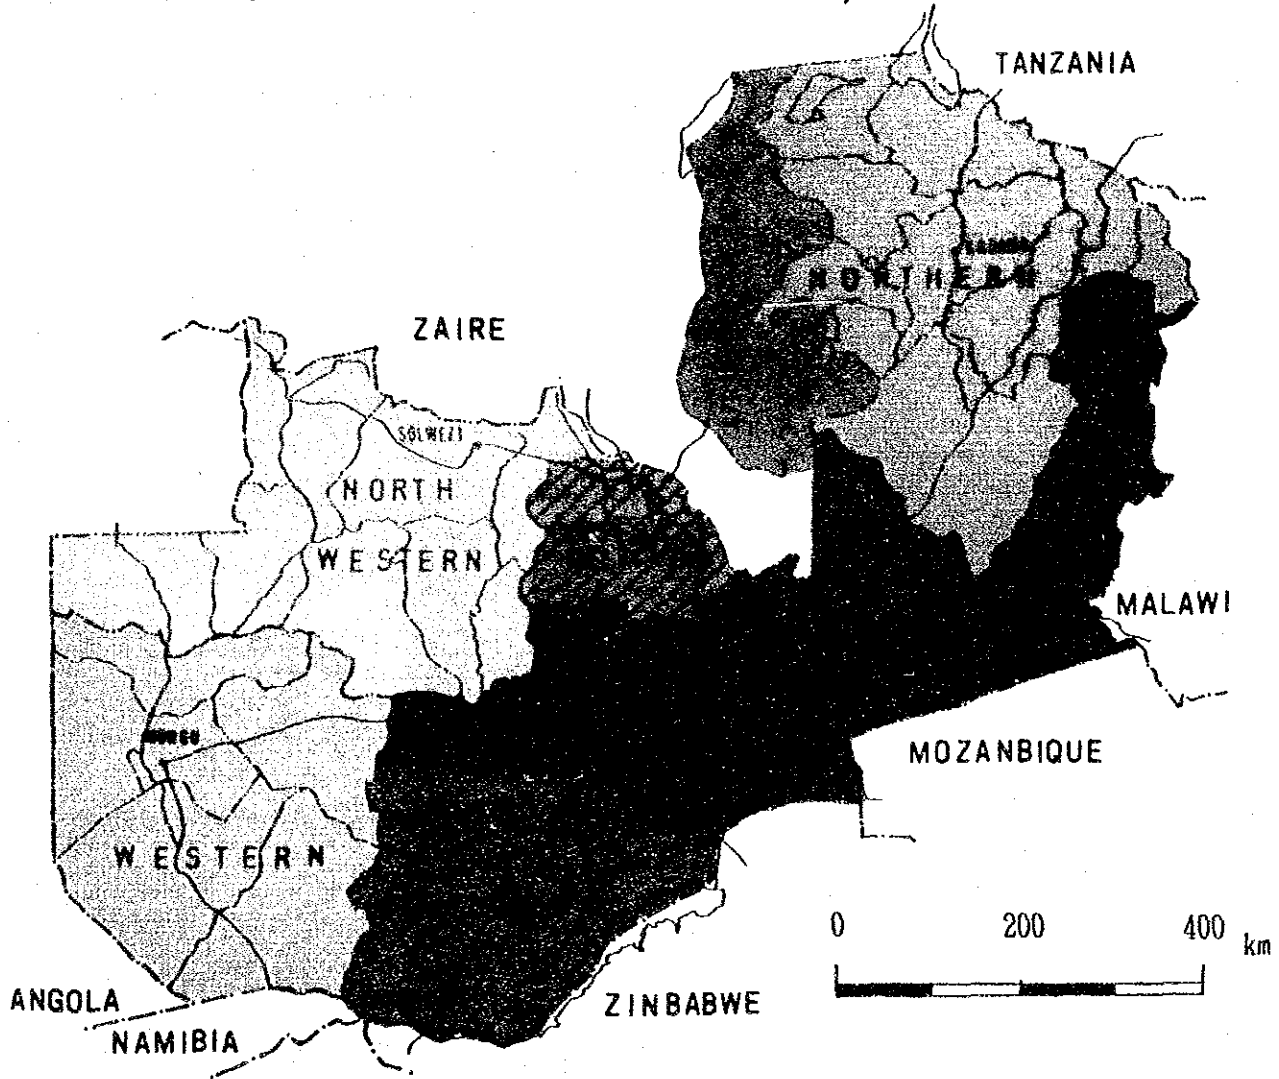 TANZANIA
NORTHERN
ZAIRE
SOLWEZI
NORTH
WESTERN
MALAWI
MOZANBIQUE
WESTERN
0 200 400 km
ANGOLA
ZINBABWE
NAMIBIA